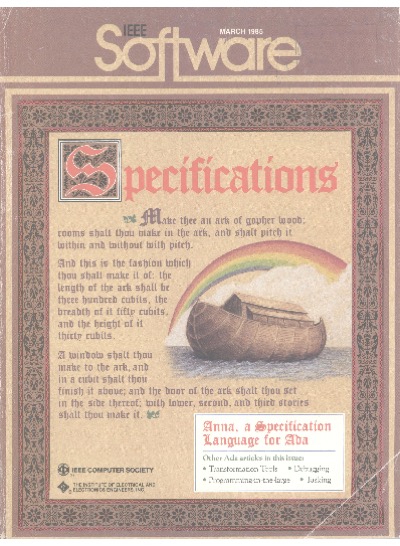 IEEE
MARCH 1985
Software
Specifications
Make thee an ark of gopher wood;
rooms shalt thou make in the ark, and shalt pitch it
within and without with pitch.
And this is the fashion which
thou shalt make it of: the
length of the ark shall be
three hundred cubits, the
breadth of it fifty cubits,
and the height of it
thirty cubits.
A window shalt thou
make to the ark, and
in a cubit shalt thou
finish it above; and the door of the ark shalt thou set
in the side thereof; with lower, second, and third stories
shalt thou make it.
Anna, a Specification
Language for Ada
Other Ada articles in this issue:
• Transformation Tools • Debugging
• Programming-in-the-large • Tasking
IEEE COMPUTER SOCIETY
THE INSTITUTE OF ELECTRICAL AND
ELECTRONICS ENGINEERS, INC.